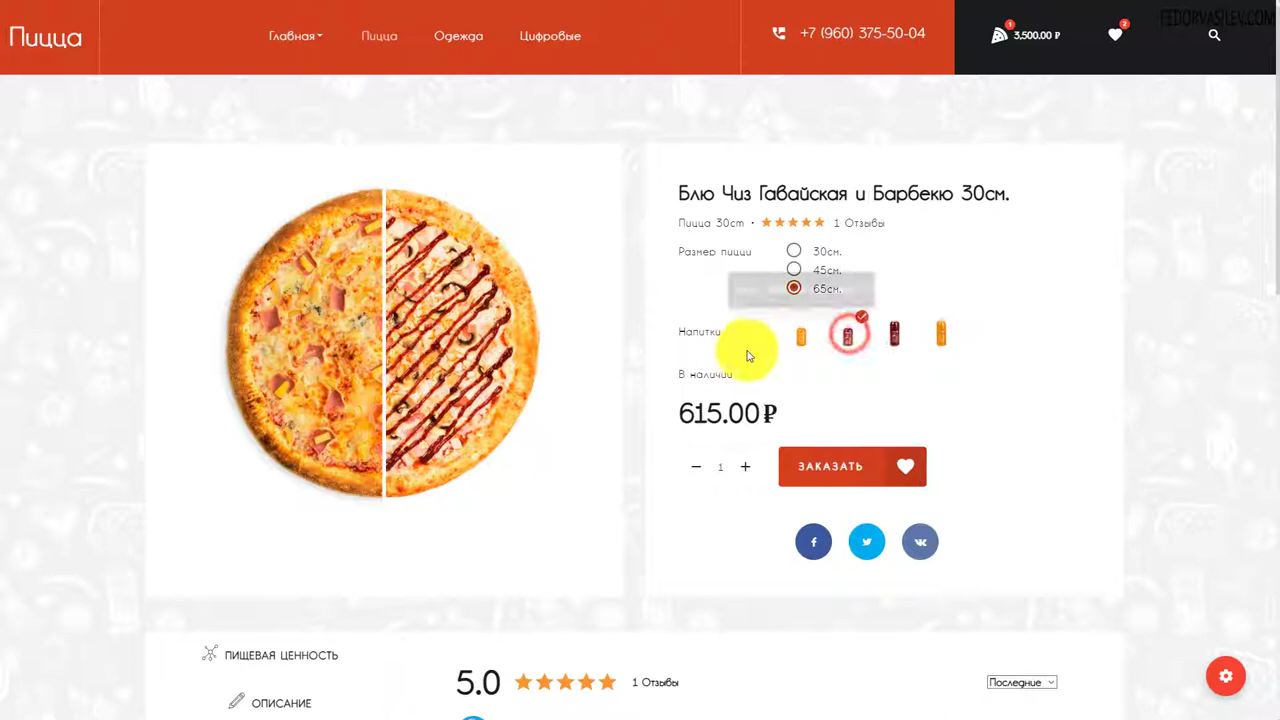 FEDORVASILEV.COM
Пицца
Главная
Пицца
Одежда
Цифровые
+7 (960) 375-50-04
1
3,500.00 ₽
2
Блю Чиз Гавайская и Барбекю 30см.
Пицца 30cm • 1 Отзывы
Размер пиццы
30см.
45см.
65см.
Напитки
В наличии
615.00 ₽
− 1 +
ЗАКАЗАТЬ
ПИЩЕВАЯ ЦЕННОСТЬ
ОПИСАНИЕ
5.0
1 Отзывы
Последние